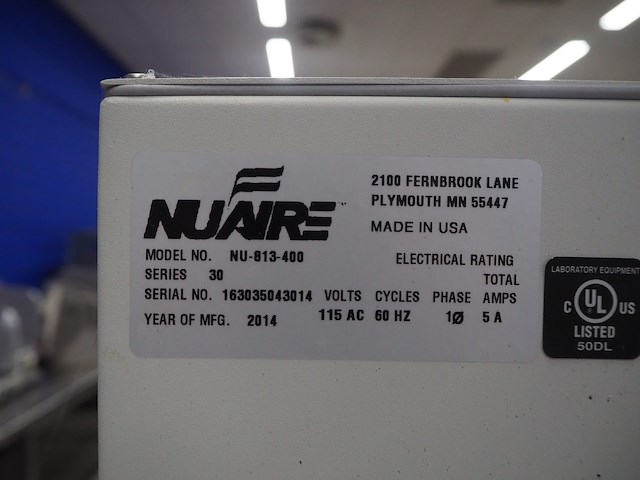 NUAIRE™
2100 FERNBROOK LANE
PLYMOUTH MN 55447
MADE IN USA
MODEL NO. NU-813-400
SERIES 30
SERIAL NO. 163035043014
YEAR OF MFG. 2014
ELECTRICAL RATING
TOTAL
VOLTS CYCLES PHASE AMPS
115 AC 60 HZ 1Ø 5 A
LABORATORY EQUIPMENT
C UL US
LISTED
50DL